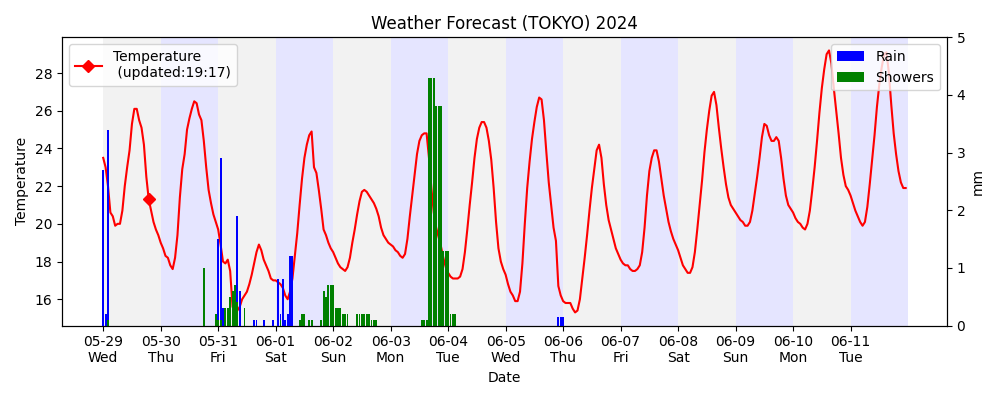 Weather Forecast (TOKYO) 2024
Temperature
(updated:19:17)
Rain
Showers
Temperature
28
26
24
22
20
18
16
5
4
3
2
1
0
mm
05-29 05-30 05-31 06-01 06-02 06-03 06-04 06-05 06-06 06-07 06-08 06-09 06-10 06-11
Wed Thu Fri Sat Sun Mon Tue Wed Thu Fri Sat Sun Mon Tue
Date